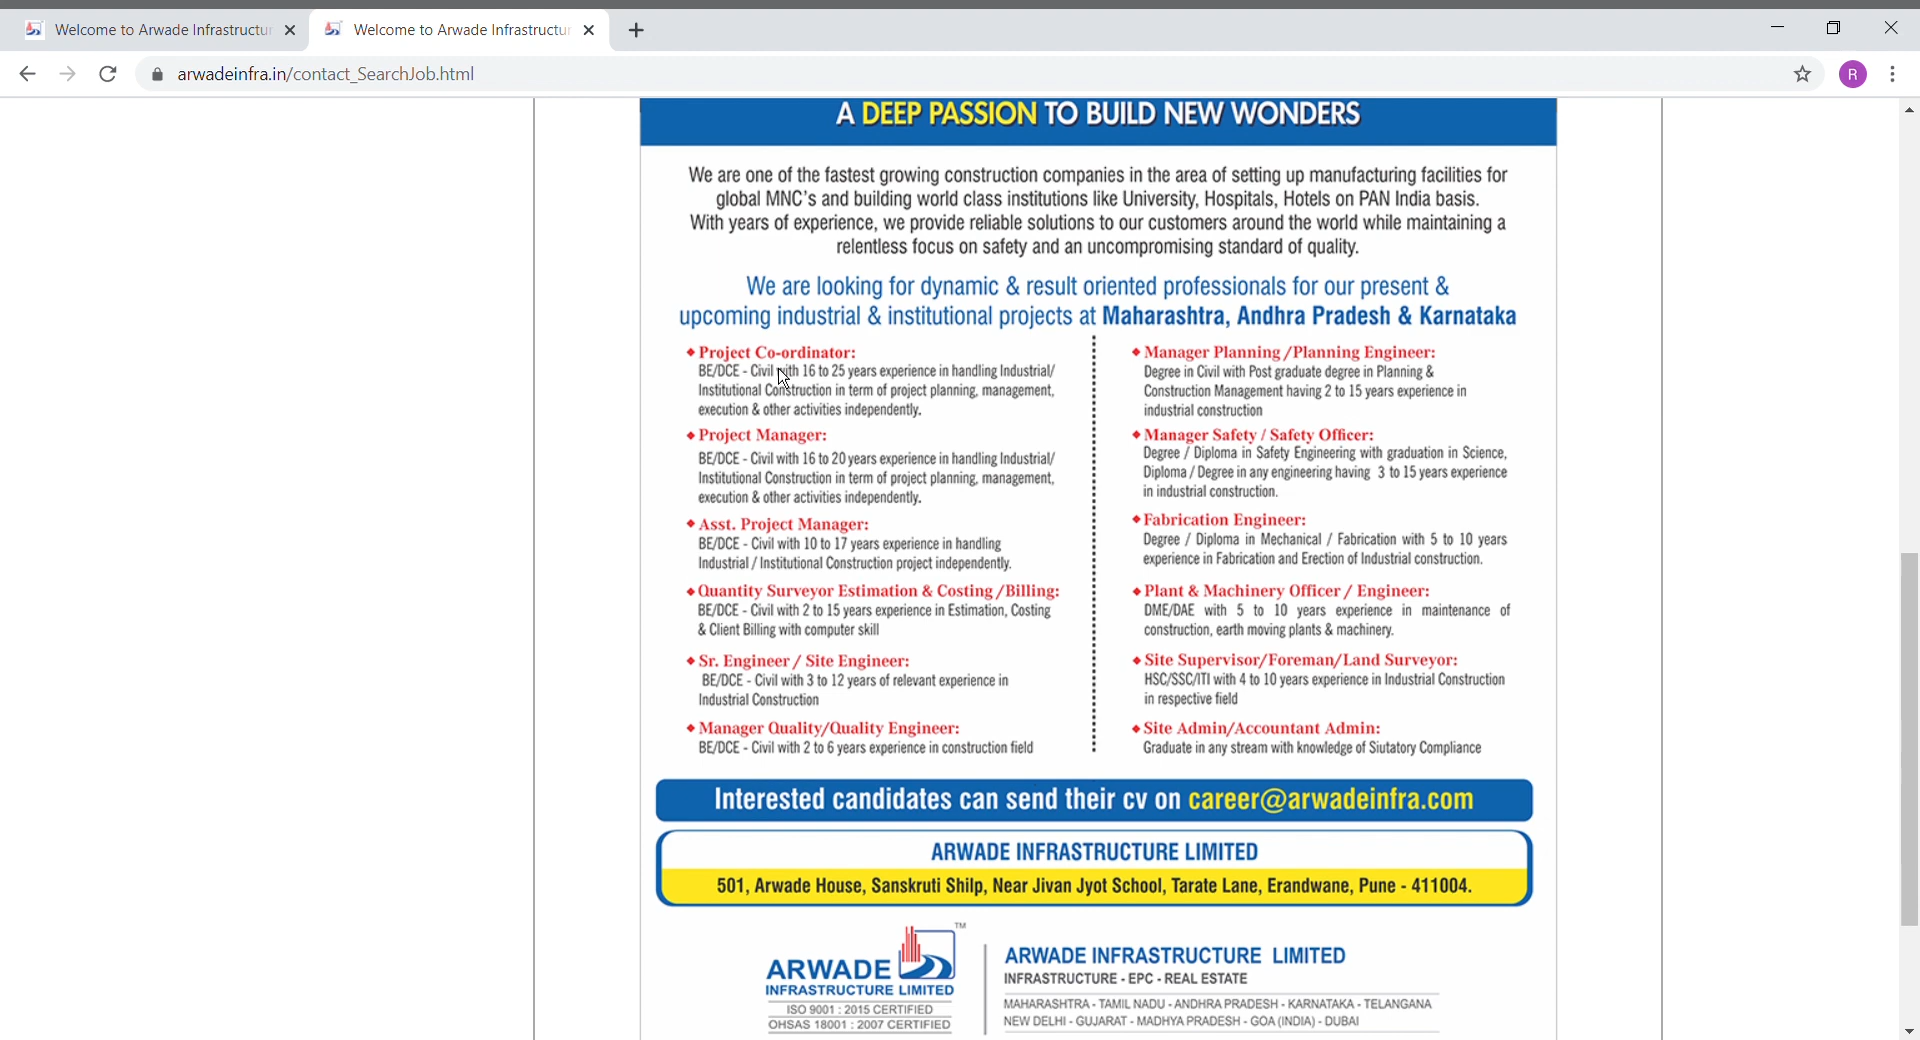 Welcome to Arwade Infrastructur
Welcome to Arwade Infrastructur
arwadeinfra.in/contact_SearchJob.html
R
A DEEP PASSION TO BUILD NEW WONDERS
We are one of the fastest growing construction companies in the area of setting up manufacturing facilities for
global MNC's and building world class institutions like University, Hospitals, Hotels on PAN India basis.
With years of experience, we provide reliable solutions to our customers around the world while maintaining a
relentless focus on safety and an uncompromising standard of quality.
We are looking for dynamic & result oriented professionals for our present &
upcoming industrial & institutional projects at Maharashtra, Andhra Pradesh & Karnataka
Project Co-ordinator:
BE/DCE - Civil with 16 to 25 years experience in handling Industrial/
Institutional Construction in term of project planning, management,
execution & other activities independently.
Project Manager:
BE/DCE - Civil with 16 to 20 years experience in handling Industrial/
Institutional Construction in term of project planning, management,
execution & other activities independently.
Asst. Project Manager:
BE/DCE - Civil with 10 to 17 years experience in handling
Industrial / Institutional Construction project independently.
Quantity Surveyor Estimation & Costing /Billing:
BE/DCE - Civil with 2 to 15 years experience in Estimation, Costing
& Client Billing with computer skill
Sr. Engineer / Site Engineer:
BE/DCE - Civil with 3 to 12 years of relevant experience in
Industrial Construction
Manager Quality/Quality Engineer:
BE/DCE - Civil with 2 to 6 years experience in construction field
Manager Planning /Planning Engineer:
Degree in Civil with Post graduate degree in Planning &
Construction Management having 2 to 15 years experience in
industrial construction
Manager Safety / Safety Officer:
Degree / Diploma in Safety Engineering with graduation in Science,
Diploma / Degree in any engineering having 3 to 15 years experience
in industrial construction.
Fabrication Engineer:
Degree / Diploma in Mechanical / Fabrication with 5 to 10 years
experience in Fabrication and Erection of Industrial construction.
Plant & Machinery Officer / Engineer:
DME/DAE with 5 to 10 years experience in maintenance of
construction, earth moving plants & machinery.
Site Supervisor/Foreman/Land Surveyor:
HSC/SSC/ITI with 4 to 10 years experience in Industrial Construction
in respective field
Site Admin/Accountant Admin:
Graduate in any stream with knowledge of Siutatory Compliance
Interested candidates can send their cv on career@arwadeinfra.com
ARWADE INFRASTRUCTURE LIMITED
501, Arwade House, Sanskruti Shilp, Near Jivan Jyot School, Tarate Lane, Erandwane, Pune - 411004.
TM
ARWADE
INFRASTRUCTURE LIMITED
ISO 9001 : 2015 CERTIFIED
OHSAS 18001 : 2007 CERTIFIED
ARWADE INFRASTRUCTURE LIMITED
INFRASTRUCTURE - EPC - REAL ESTATE
MAHARASHTRA - TAMIL NADU - ANDHRA PRADESH - KARNATAKA - TELANGANA
NEW DELHI - GUJARAT - MADHYA PRADESH - GOA (INDIA) - DUBAI